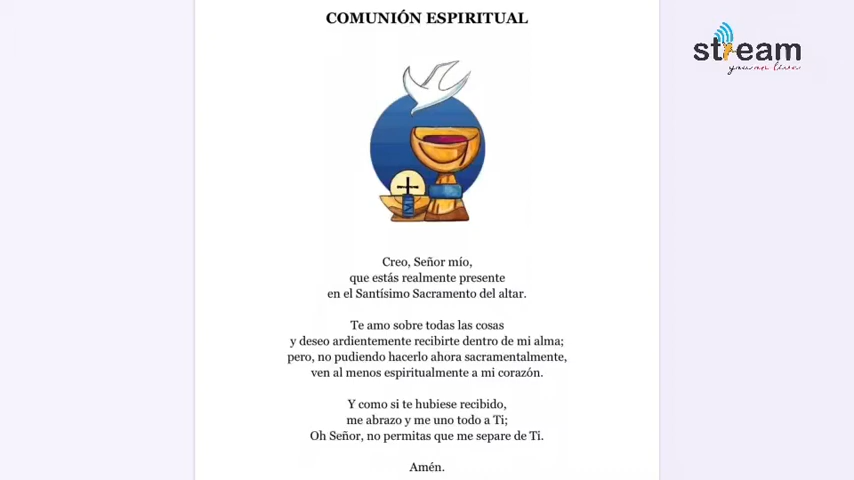 COMUNIÓN ESPIRITUAL
stream
you on live
Creo, Señor mío,
que estás realmente presente
en el Santísimo Sacramento del altar.
Te amo sobre todas las cosas
y deseo ardientemente recibirte dentro de mi alma;
pero, no pudiendo hacerlo ahora sacramentalmente,
ven al menos espiritualmente a mi corazón.
Y como si te hubiese recibido,
me abrazo y me uno todo a Ti;
Oh Señor, no permitas que me separe de Ti.
Amén.